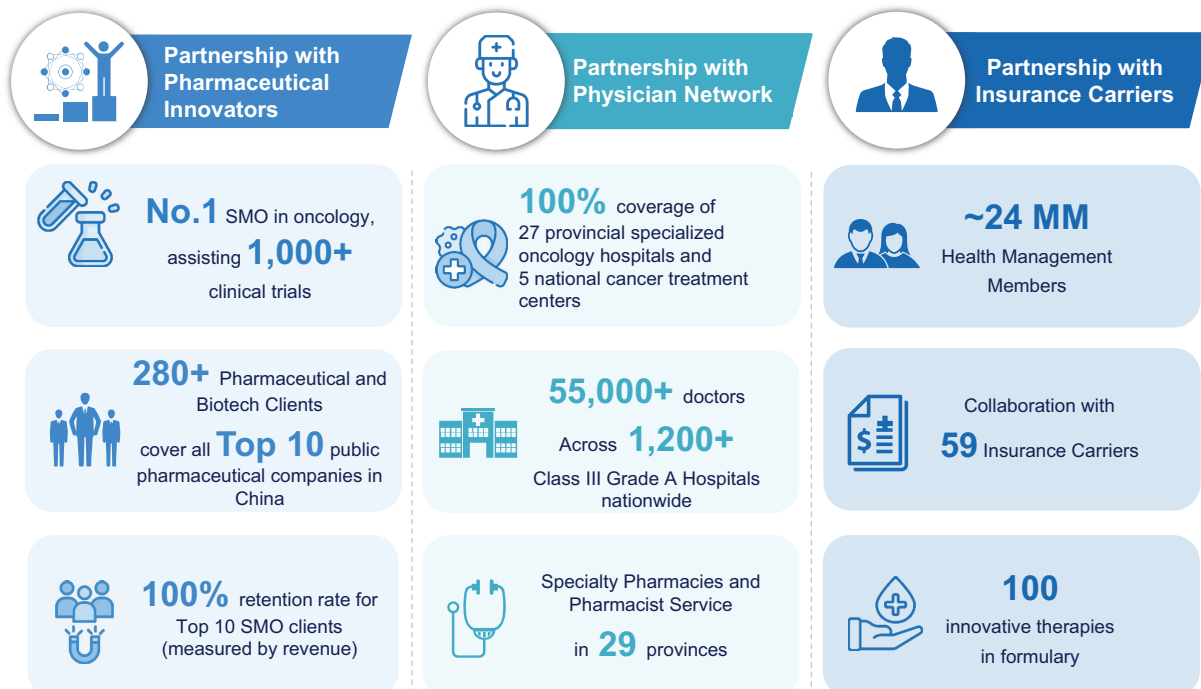 Partnership with
Pharmaceutical
Innovators
No.1 SMO in oncology,
assisting 1,000+
clinical trials
280+ Pharmaceutical and
Biotech Clients
cover all Top 10 public
pharmaceutical companies in
China
100% retention rate for
Top 10 SMO clients
(measured by revenue)
Partnership with
Physician Network
100% coverage of
27 provincial specialized
oncology hospitals and
5 national cancer treatment
centers
55,000+ doctors
Across 1,200+
Class III Grade A Hospitals
nationwide
Specialty Pharmacies and
Pharmacist Service
in 29 provinces
Partnership with
Insurance Carriers
~24 MM
Health Management
Members
$
Collaboration with
59 Insurance Carriers
100
innovative therapies
in formulary